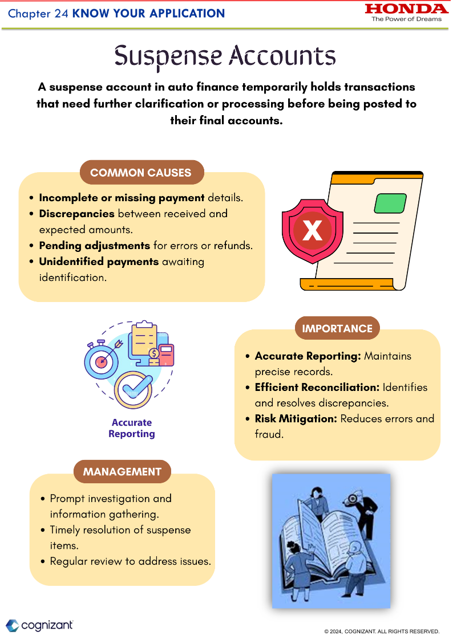 Chapter 24 KNOW YOUR APPLICATION
HONDA
The Power of Dreams
Suspense Accounts
A suspense account in auto finance temporarily holds transactions
that need further clarification or processing before being posted to
their final accounts.
COMMON CAUSES
• Incomplete or missing payment details.
• Discrepancies between received and
expected amounts.
• Pending adjustments for errors or refunds.
• Unidentified payments awaiting
identification.
X
IMPORTANCE
• Accurate Reporting: Maintains
precise records.
• Efficient Reconciliation: Identifies
and resolves discrepancies.
• Risk Mitigation: Reduces errors and
fraud.
$
Accurate
Reporting
MANAGEMENT
• Prompt investigation and
information gathering.
• Timely resolution of suspense
items.
• Regular review to address issues.
cognizant
© 2024, COGNIZANT. ALL RIGHTS RESERVED.